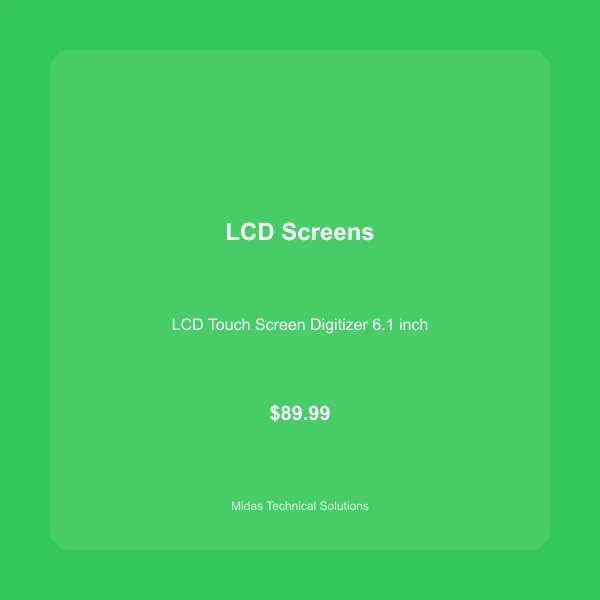 LCD Screens
LCD Touch Screen Digitizer 6.1 inch
$89.99
Midas Technical Solutions